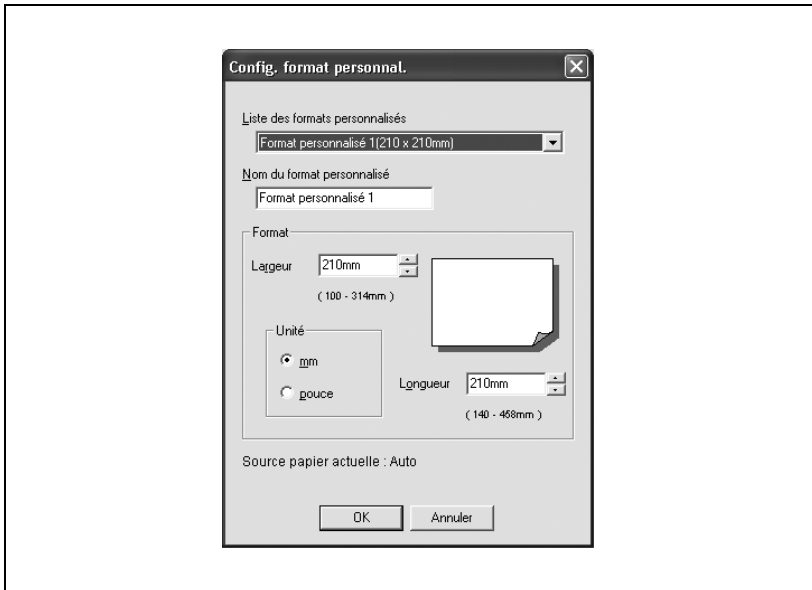 Config. format personnal.
Liste des formats personnalisés
Format personnalisé 1(210 x 210mm)
Nom du format personnalisé
Format personnalisé 1
Format
Largeur 210mm
( 100 - 314mm )
Unité
mm
pouce
Longueur 210mm
( 140 - 458mm )
Source papier actuelle : Auto
OK Annuler